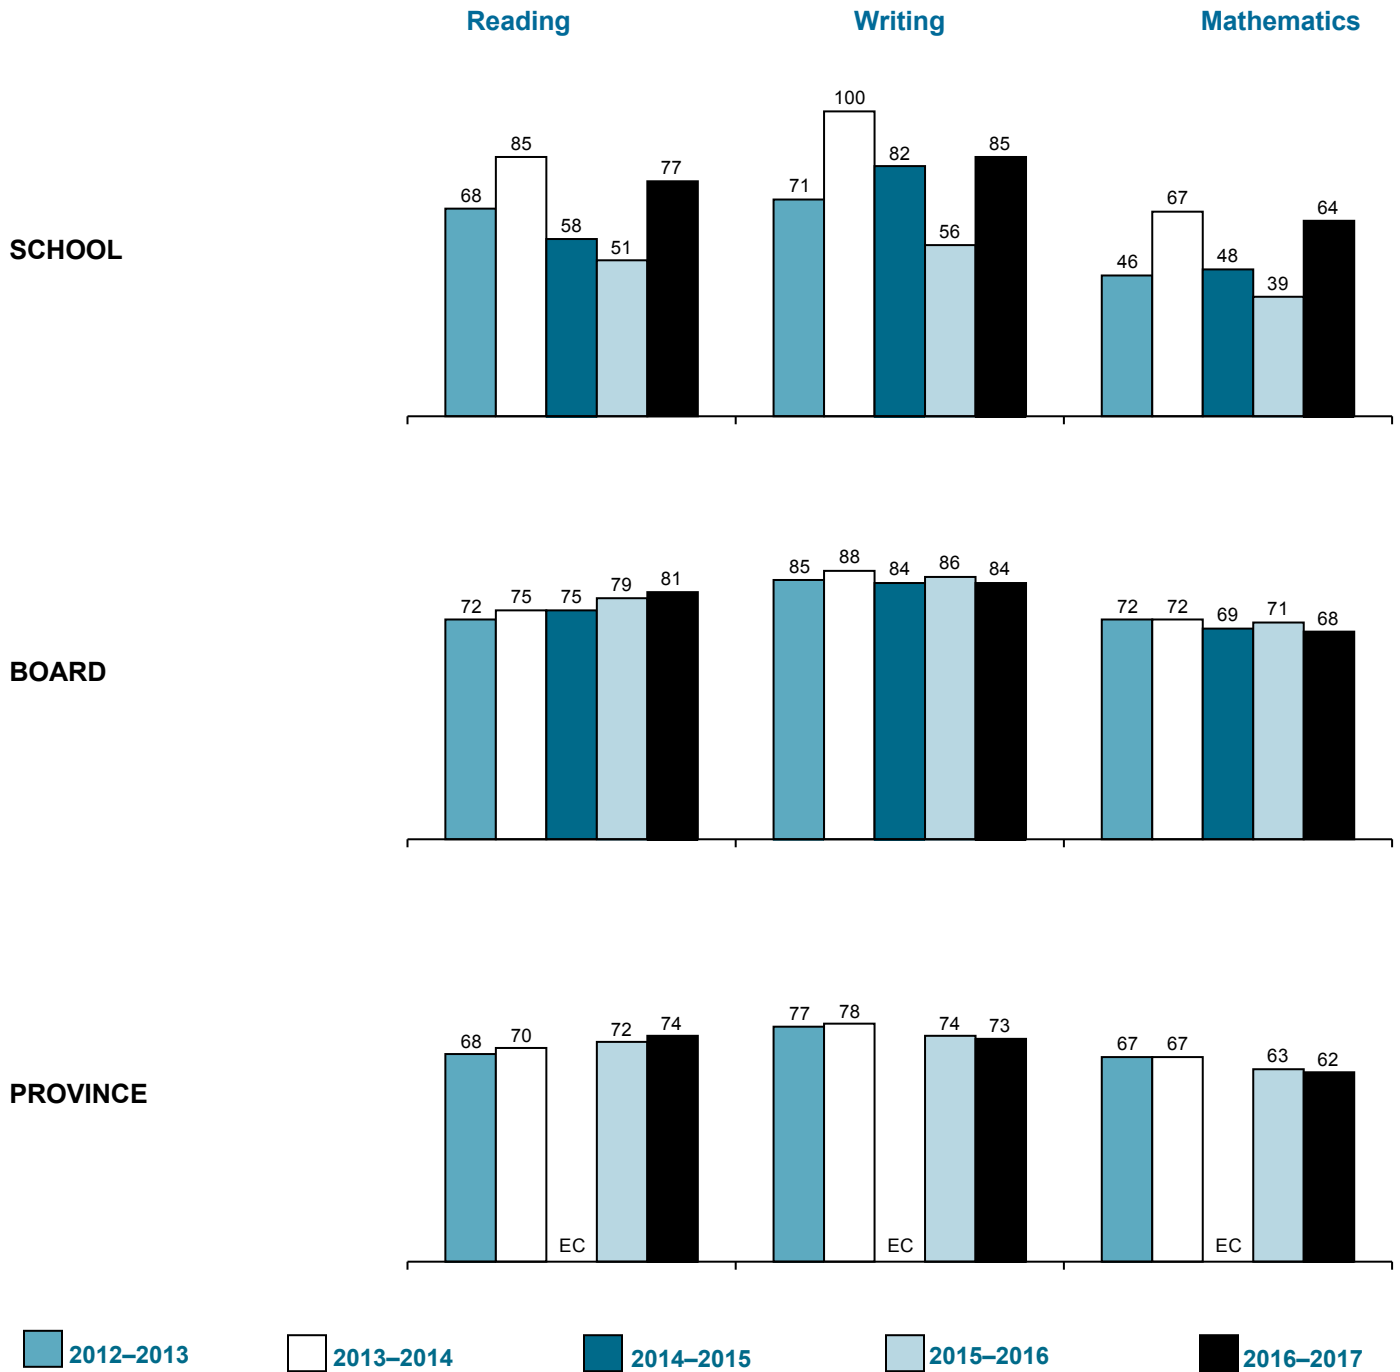 Reading Writing Mathematics
SCHOOL
68 85 58 51 77
71 100 82 56 85
46 67 48 39 64
BOARD
72 75 75 79 81
85 88 84 86 84
72 72 69 71 68
PROVINCE
68 70 EC 72 74
77 78 EC 74 73
67 67 EC 63 62
2012–2013 2013–2014 2014–2015 2015–2016 2016–2017